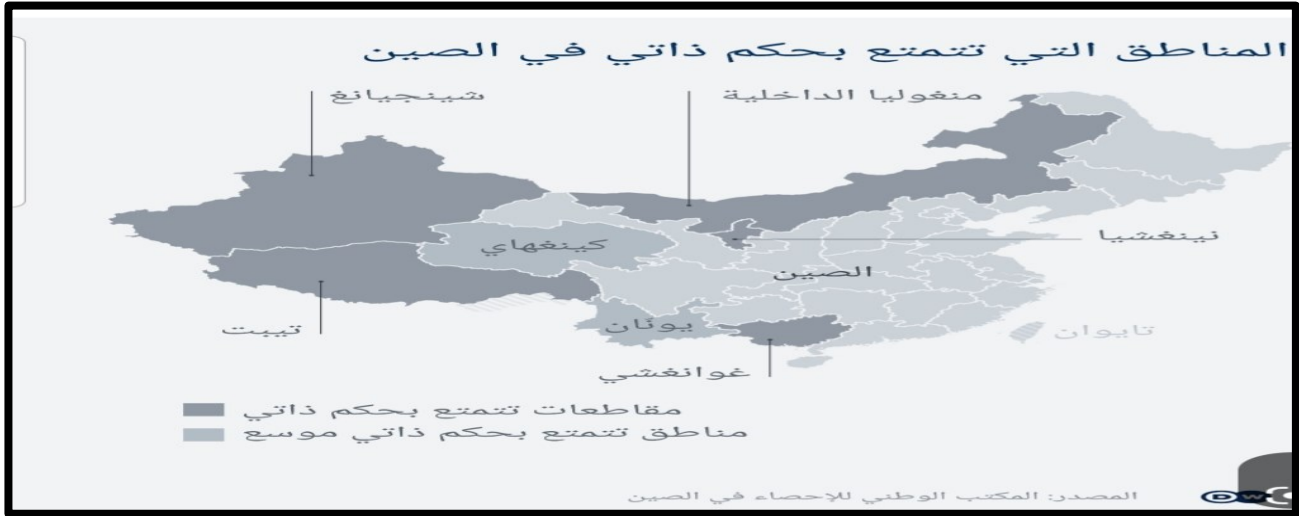 المناطق التي تتمتع بحكم ذاتي في الصين
منغوليا الداخلية
شينجيانغ
نينغشيا
كينغهاي
الصين
تيبت
يونان
تايوان
غوانغشي
مقاطعات تتمتع بحكم ذاتي
مناطق تتمتع بحكم ذاتي موسع
المصدر: المكتب الوطني للإحصاء في الصين
DW